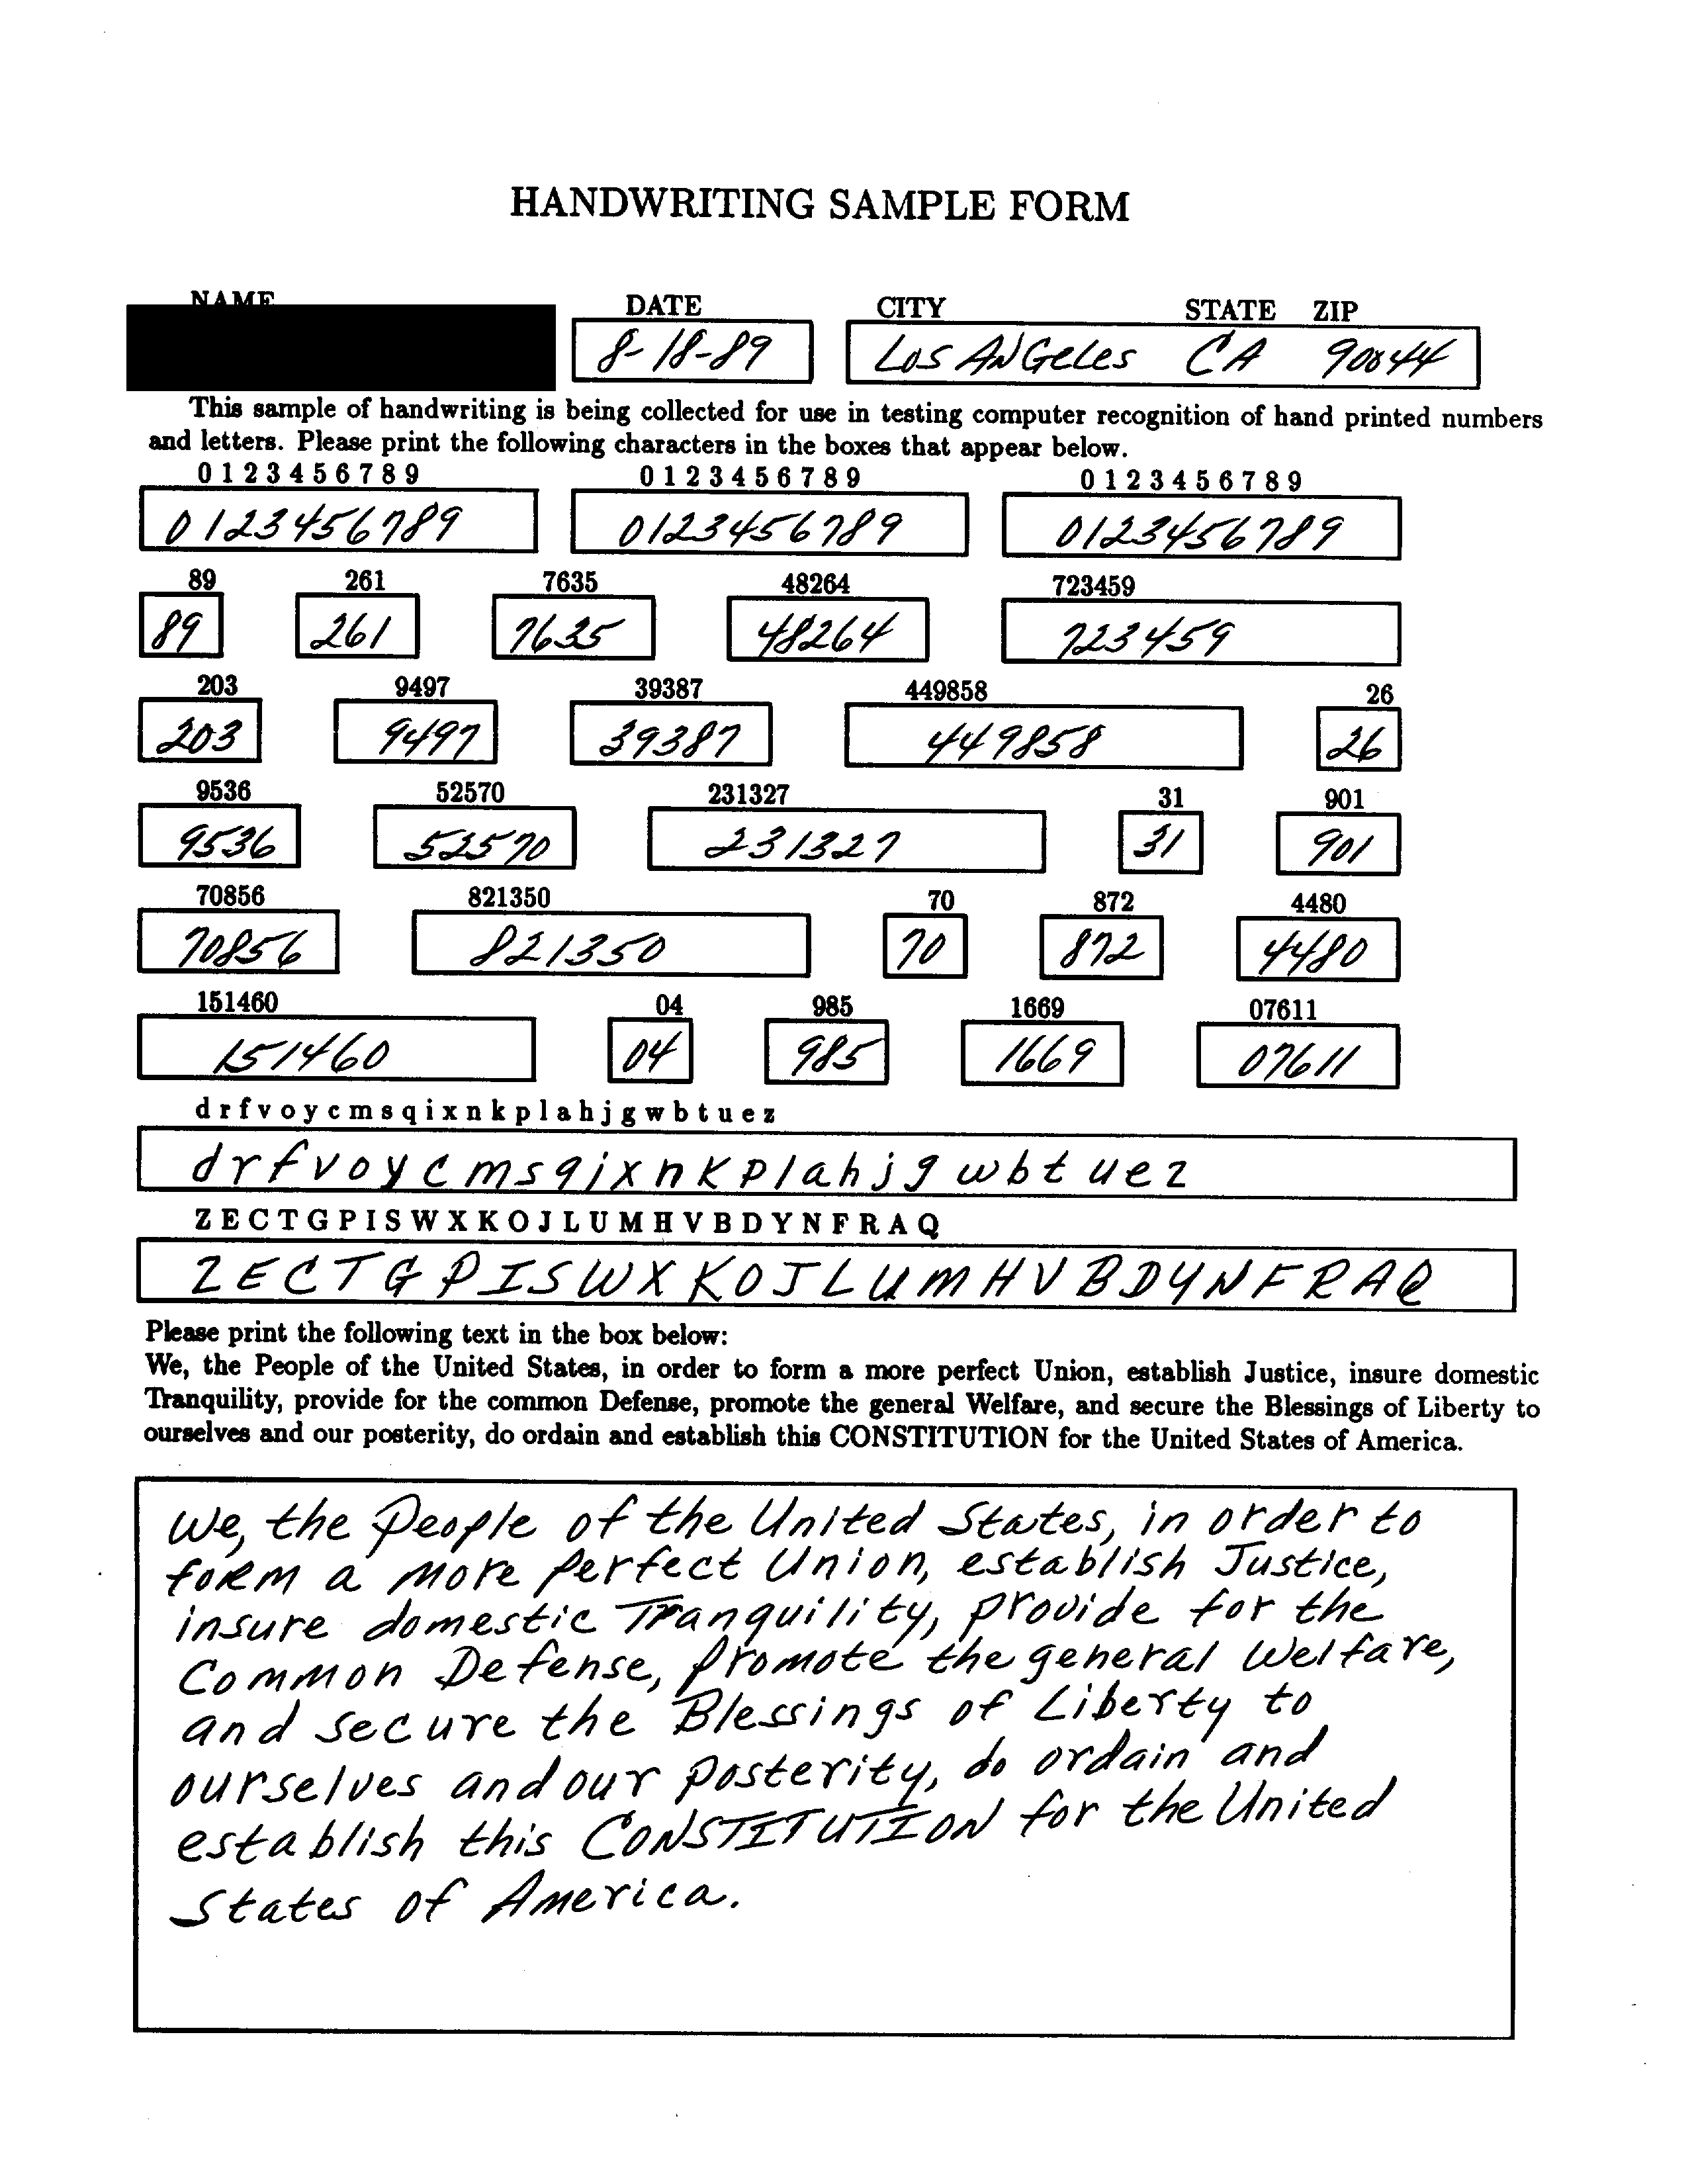 HANDWRITING SAMPLE FORM
NAME DATE CITY STATE ZIP
8-18-89 Los ANGeles CA 90044
This sample of handwriting is being collected for use in testing computer recognition of hand printed numbers
and letters. Please print the following characters in the boxes that appear below.
0 1 2 3 4 5 6 7 8 9 0 1 2 3 4 5 6 7 8 9 0 1 2 3 4 5 6 7 8 9
0123456789 0123456789 0123456789
89 261 7635 48264 723459
89 261 7635 48264 723459
203 9497 39387 449858 26
203 9497 39387 449858 26
9536 52570 231327 31 901
9536 52570 231327 31 901
70856 821350 70 872 4480
70856 821350 70 872 4480
151460 04 985 1669 07611
151460 04 985 1669 07611
d r f v o y c m s q i x n k p l a h j g w b t u e z
d r f v o y c m s q i x n k p l a h j g w b t u e z
Z E C T G P I S W X K O J L U M H V B D Y N F R A Q
Z E C T G P I S W X K O J L U M H V B D Y N F R A Q
Please print the following text in the box below:
We, the People of the United States, in order to form a more perfect Union, establish Justice, insure domestic
Tranquility, provide for the common Defense, promote the general Welfare, and secure the Blessings of Liberty to
ourselves and our posterity, do ordain and establish this CONSTITUTION for the United States of America.
We, the People of the United States, in order to
form a more perfect Union, establish Justice,
insure domestic Tranquility, provide for the
Common Defense, promote the general Welfare,
and secure the Blessings of Liberty to
ourselves and our posterity, do ordain and
establish this CONSTITUTION for the United
States of America.